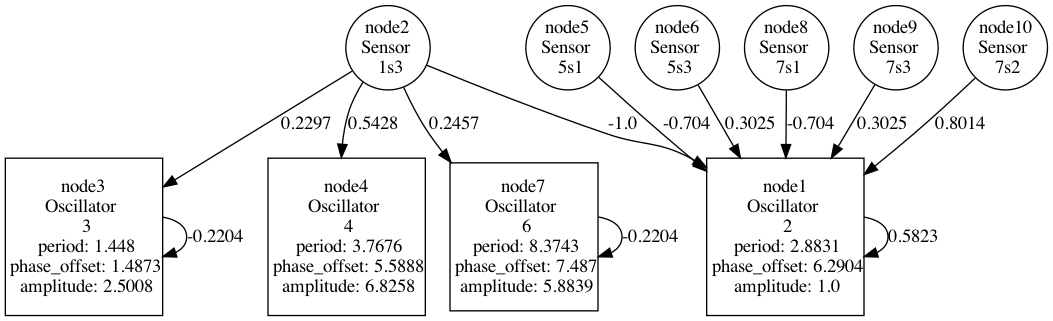 node2
Sensor
1s3
node5
Sensor
5s1
node6
Sensor
5s3
node8
Sensor
7s1
node9
Sensor
7s3
node10
Sensor
7s2
0.2297
0.5428
0.2457
-1.0
-0.704
0.3025
-0.704
0.3025
0.8014
node3
Oscillator
3
period: 1.448
phase_offset: 1.4873
amplitude: 2.5008
-0.2204
node4
Oscillator
4
period: 3.7676
phase_offset: 5.5888
amplitude: 6.8258
node7
Oscillator
6
period: 8.3743
phase_offset: 7.487
amplitude: 5.8839
-0.2204
node1
Oscillator
2
period: 2.8831
phase_offset: 6.2904
amplitude: 1.0
0.5823